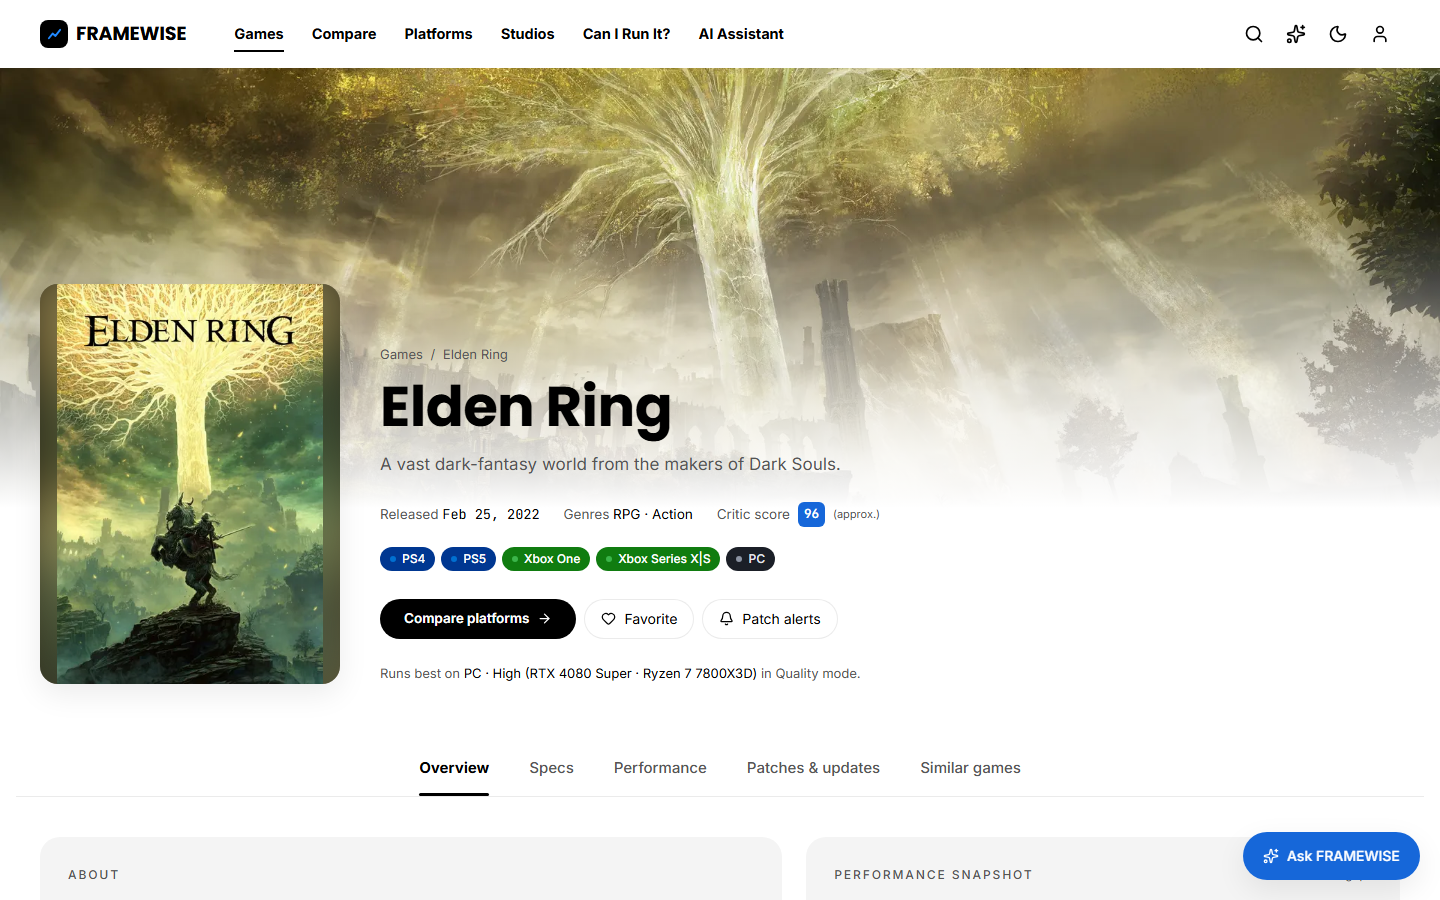 FRAMEWISE
Games Compare Platforms Studios Can I Run It? AI Assistant
ELDEN RING
Games / Elden Ring
Elden Ring
A vast dark-fantasy world from the makers of Dark Souls.
Released Feb 25, 2022 Genres RPG · Action Critic score 96 (approx.)
PS4 PS5 Xbox One Xbox Series X|S PC
Compare platforms → Favorite Patch alerts
Runs best on PC · High (RTX 4080 Super · Ryzen 7 7800X3D) in Quality mode.
Overview Specs Performance Patches & updates Similar games
ABOUT
PERFORMANCE SNAPSHOT
Ask FRAMEWISE